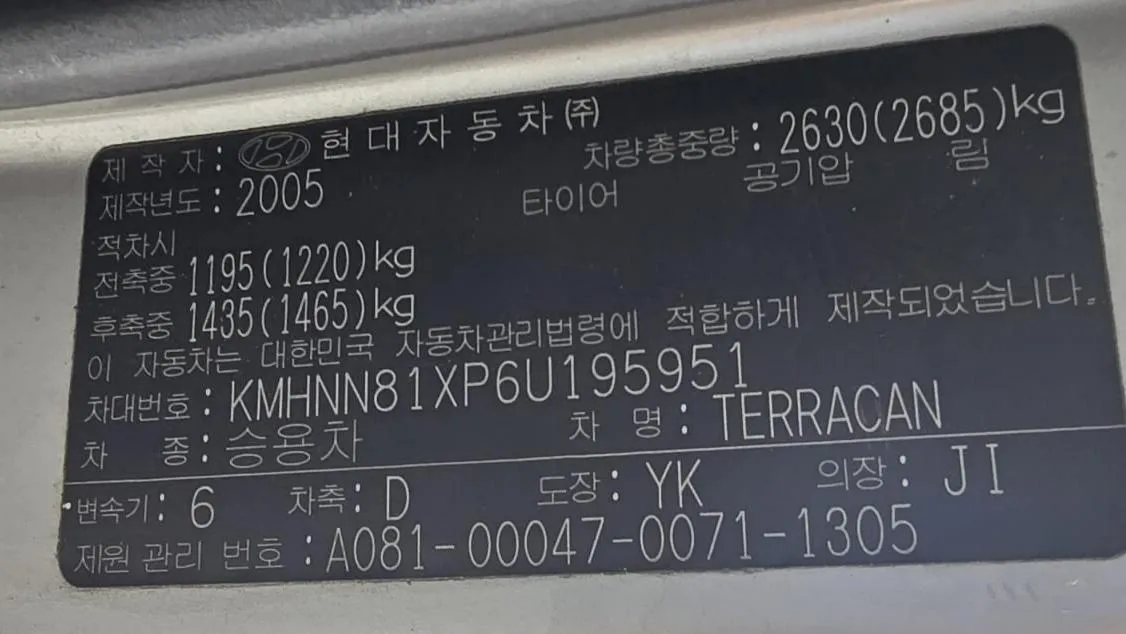 제 작 자 : 현 대 자 동 차 ㈜
차량총중량 : 2630(2685)kg
제작년도 : 2005
타이어 공기압 림
적차시
전축중 1195(1220)kg
후축중 1435(1465)kg
이 자동차는 대한민국 자동차관리법령에 적합하게 제작되었습니다.
차대번호 : KMHNN81XP6U195951
차 종 : 승용차 차 명 : TERRACAN
변속기 : 6 차축 : D 도장 : YK 의장 : JI
제원 관리 번호 : A081-00047-0071-1305